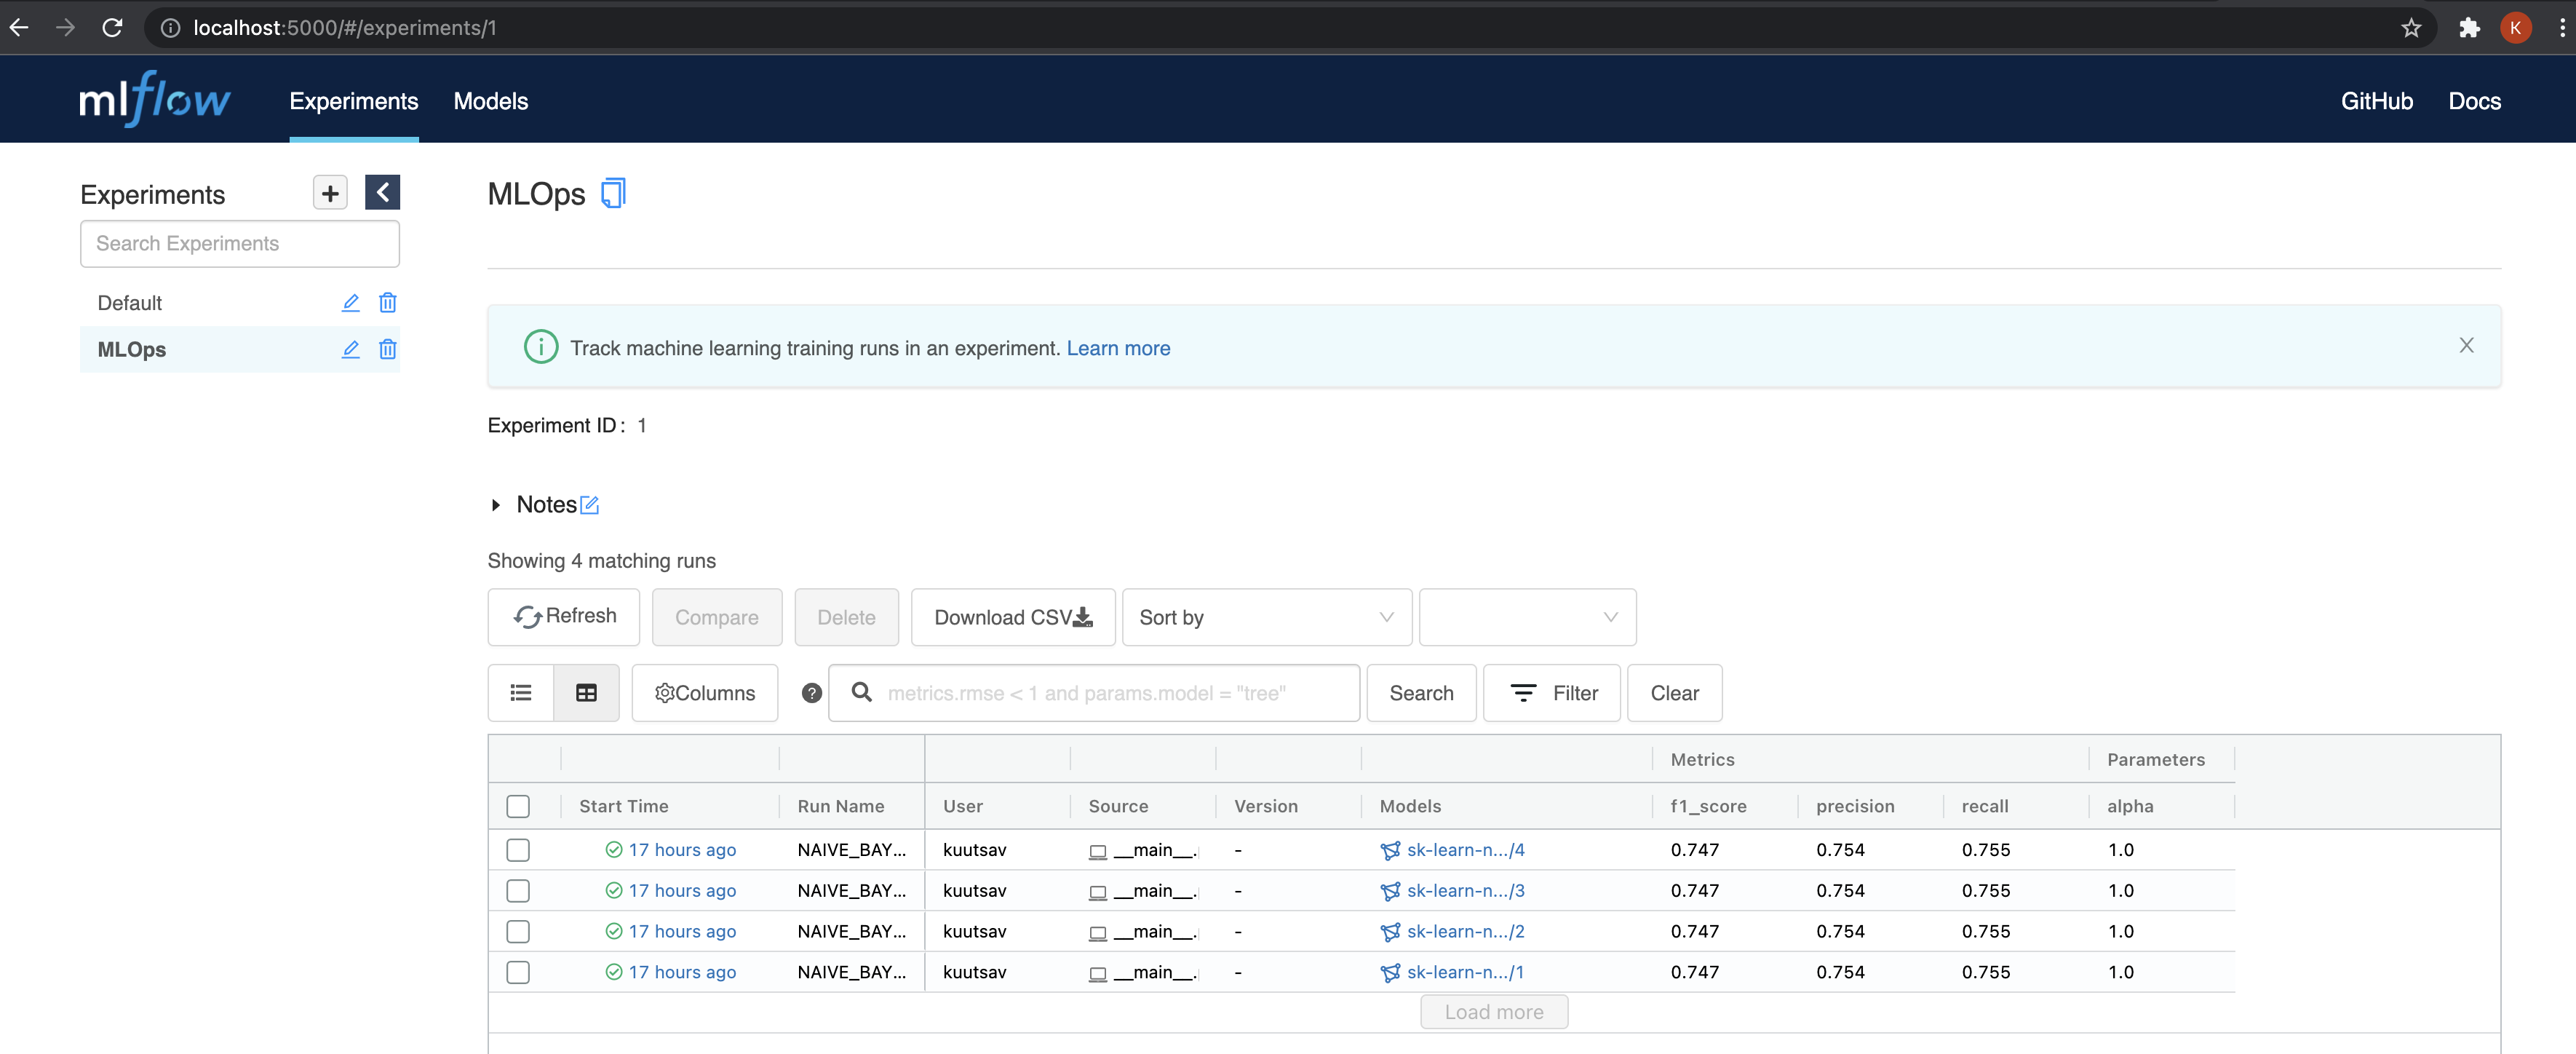 localhost:5000/#/experiments/1
K
mlflow Experiments Models GitHub Docs
Experiments
Search Experiments
Default
MLOps
MLOps
Track machine learning training runs in an experiment. Learn more
Experiment ID: 1
Notes
Showing 4 matching runs
Refresh Compare Delete Download CSV Sort by
Columns ? metrics.rmse < 1 and params.model = "tree" Search Filter Clear
Metrics Parameters
Start Time Run Name User Source Version Models f1_score precision recall alpha
17 hours ago NAIVE_BAY... kuutsav __main__. - sk-learn-n.../4 0.747 0.754 0.755 1.0
17 hours ago NAIVE_BAY... kuutsav __main__. - sk-learn-n.../3 0.747 0.754 0.755 1.0
17 hours ago NAIVE_BAY... kuutsav __main__. - sk-learn-n.../2 0.747 0.754 0.755 1.0
17 hours ago NAIVE_BAY... kuutsav __main__. - sk-learn-n.../1 0.747 0.754 0.755 1.0
Load more